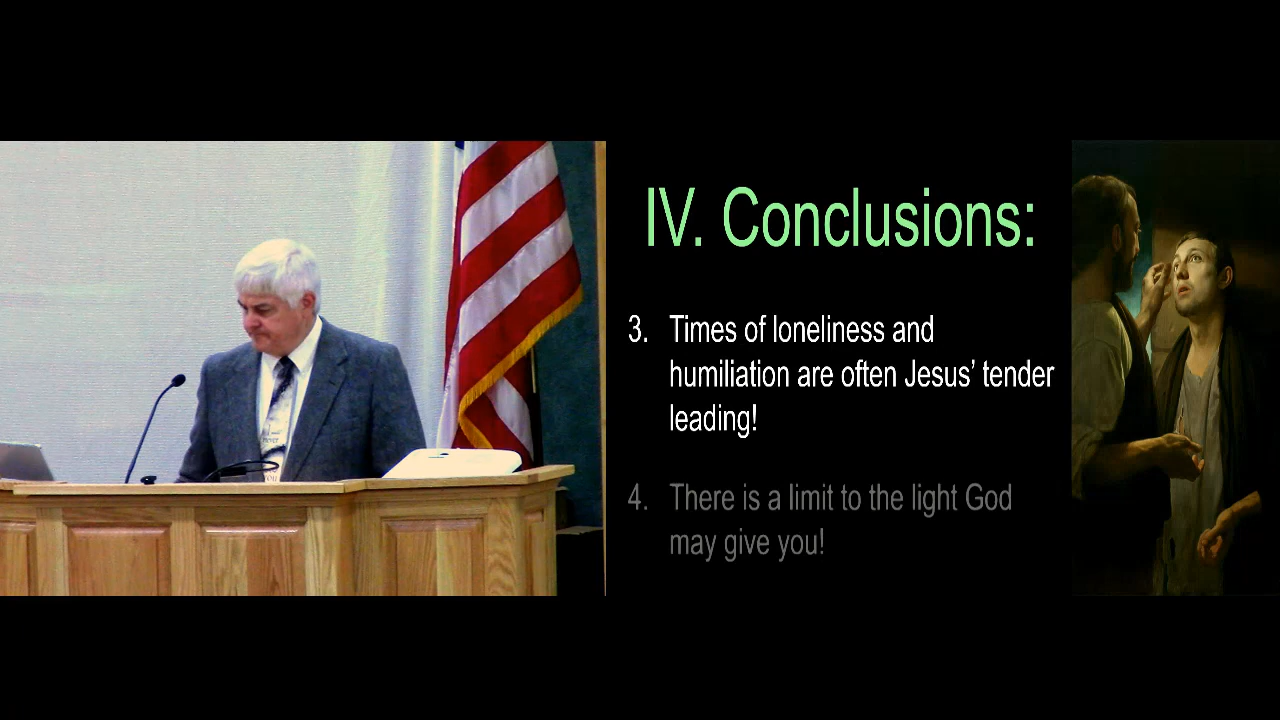 IV. Conclusions:
3. Times of loneliness and
humiliation are often Jesus’ tender
leading!
4. There is a limit to the light God
may give you!